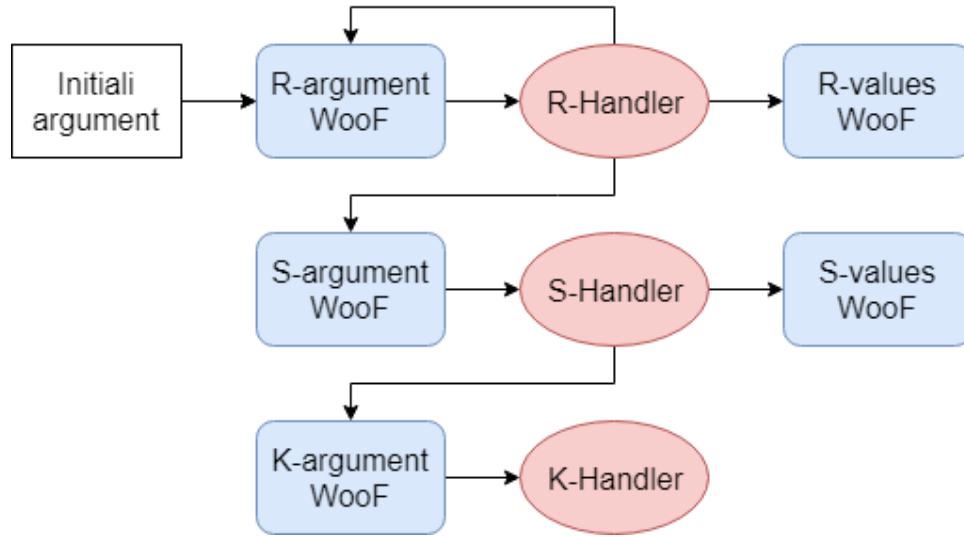 Initiali
argument
R-argument
WooF
R-Handler
R-values
WooF
S-argument
WooF
S-Handler
S-values
WooF
K-argument
WooF
K-Handler